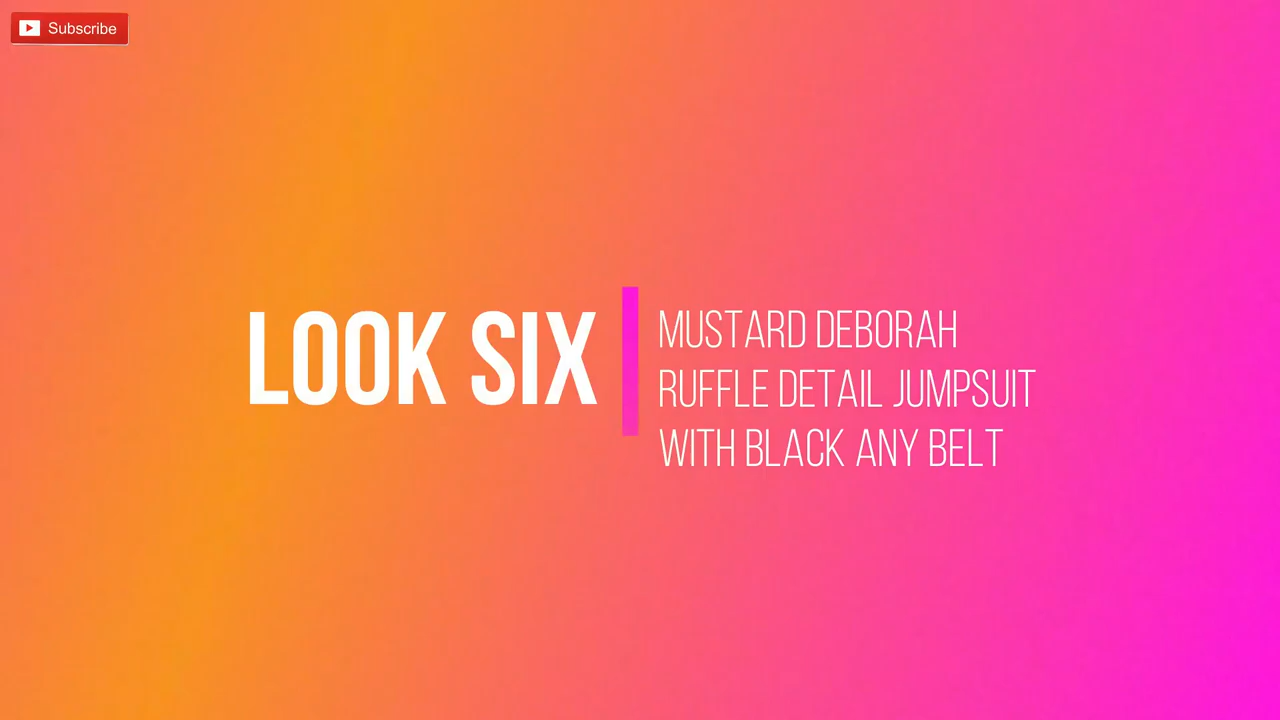 Subscribe
LOOK SIX
MUSTARD DEBORAH
RUFFLE DETAIL JUMPSUIT
WITH BLACK ANY BELT